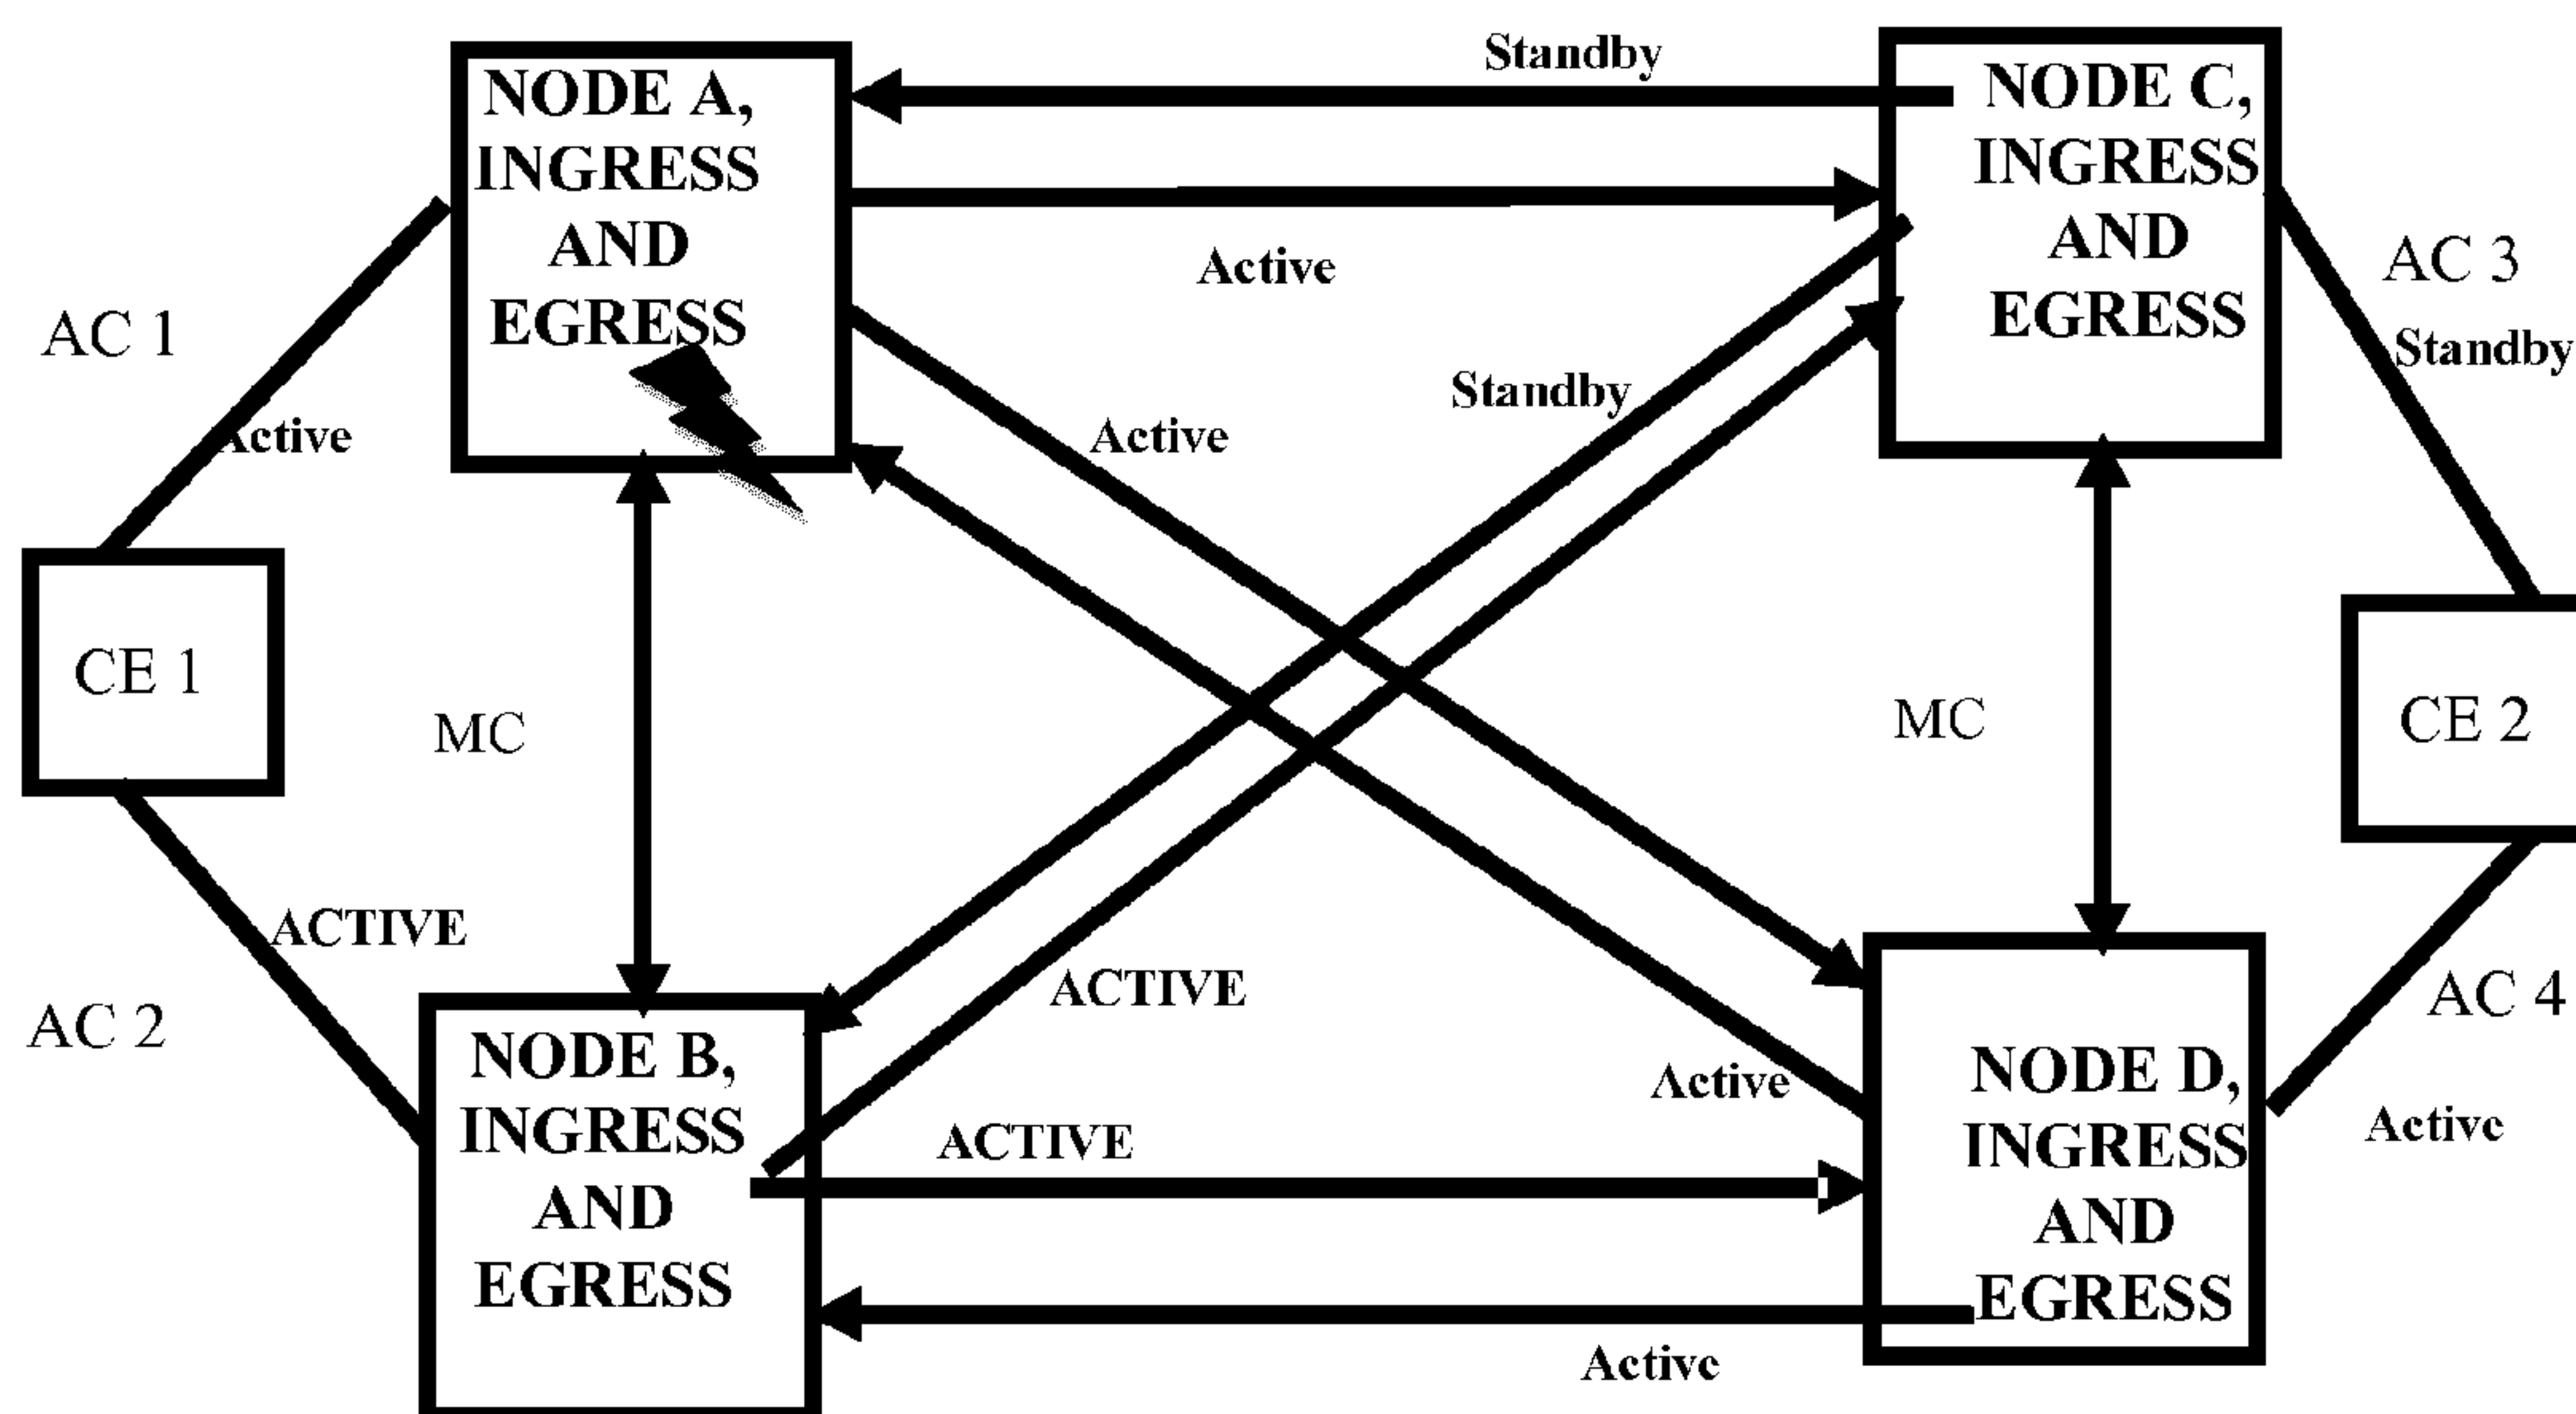 Standby
NODE A,
INGRESS
AND
EGRESS
NODE C,
INGRESS
AND
EGRESS
Active
AC 3
Standby
AC 1
Active
Standby
Active
CE 1
MC
MC
CE 2
ACTIVE
AC 2
ACTIVE
AC 4
NODE B,
INGRESS
AND
EGRESS
Active
ACTIVE
NODE D,
INGRESS
AND
EGRESS
Active
Active